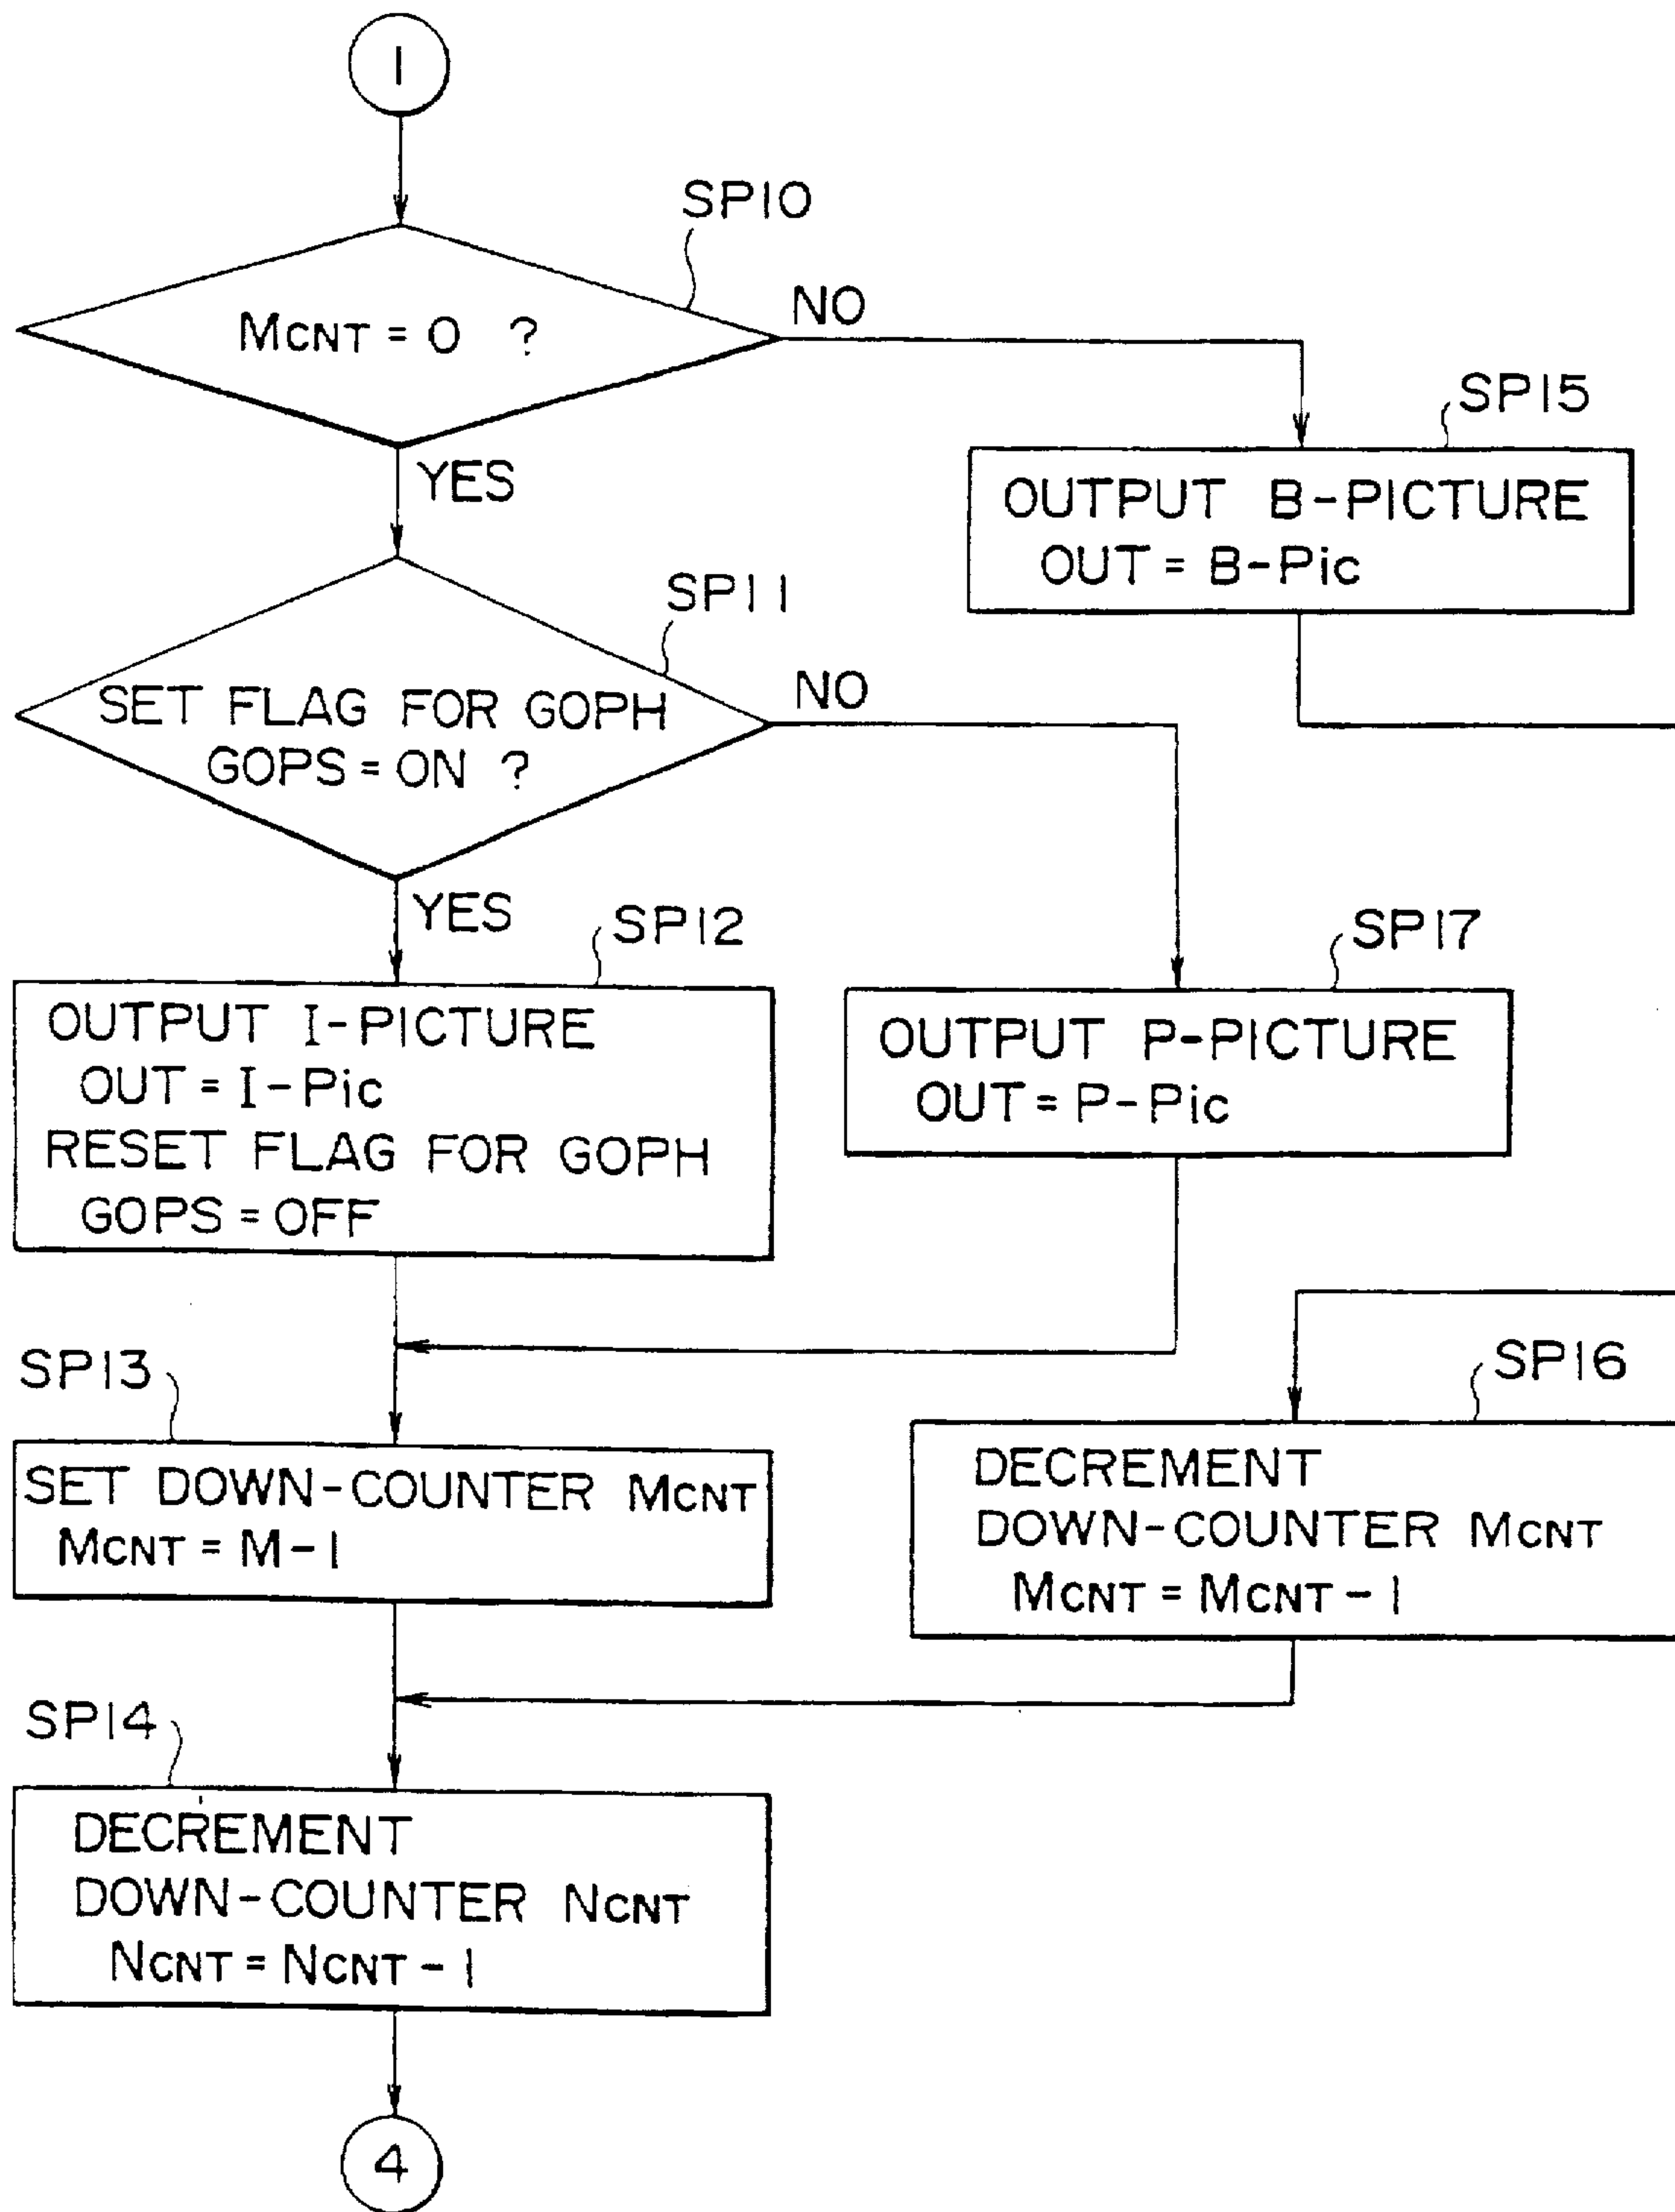 1
SP10
MCNT = 0 ?
NO
YES
SP15
OUTPUT B-PICTURE
OUT = B-Pic
SP11
SET FLAG FOR GOPH
GOPS = ON ?
NO
YES
SP12
OUTPUT I-PICTURE
OUT = I-Pic
RESET FLAG FOR GOPH
GOPS = OFF
SP17
OUTPUT P-PICTURE
OUT = P-Pic
SP13
SET DOWN-COUNTER MCNT
MCNT = M-1
SP16
DECREMENT
DOWN-COUNTER MCNT
MCNT = MCNT - 1
SP14
DECREMENT
DOWN-COUNTER NCNT
NCNT = NCNT - 1
4